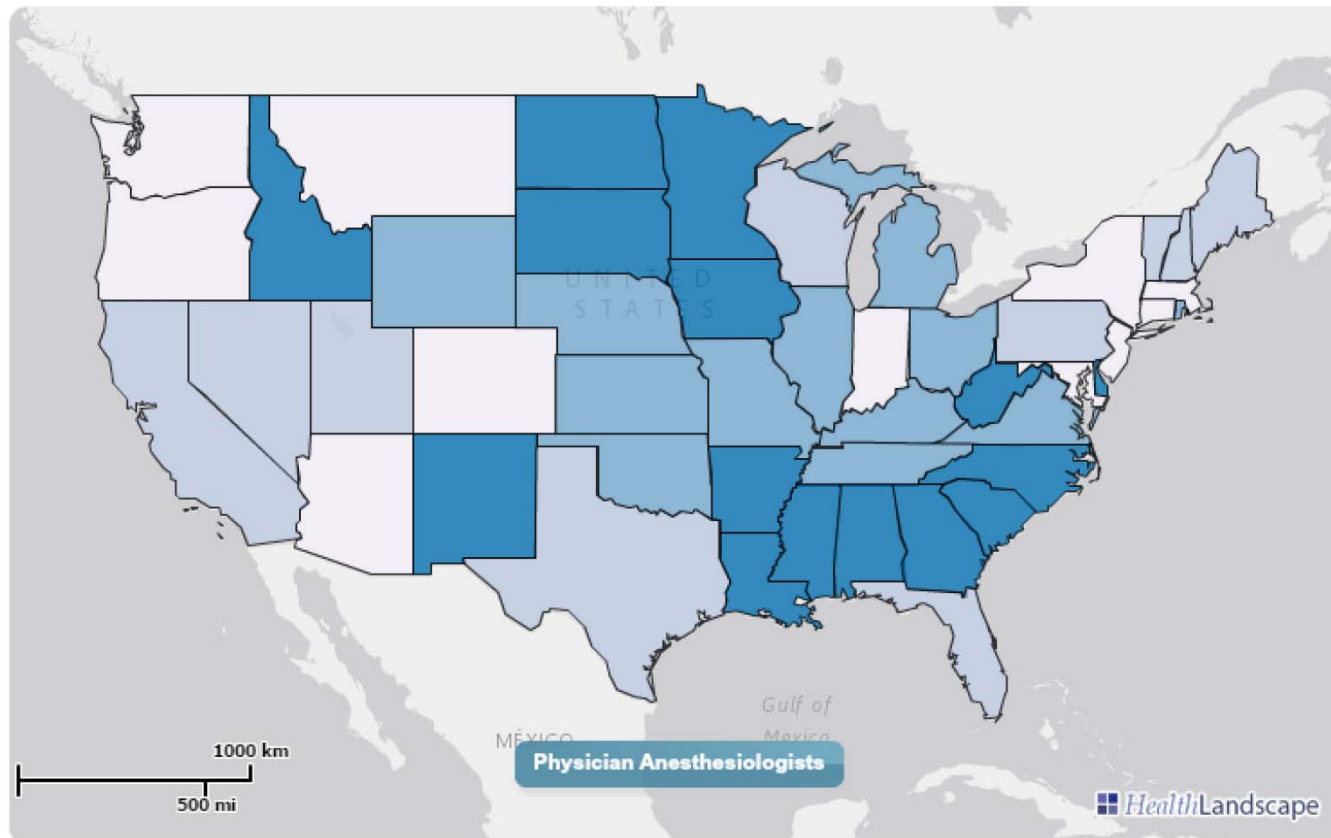 UNITED
STATES
Gulf of
Mexico
MÉXICO
Physician Anesthesiologists
1000 km
500 mi
HealthLandscape